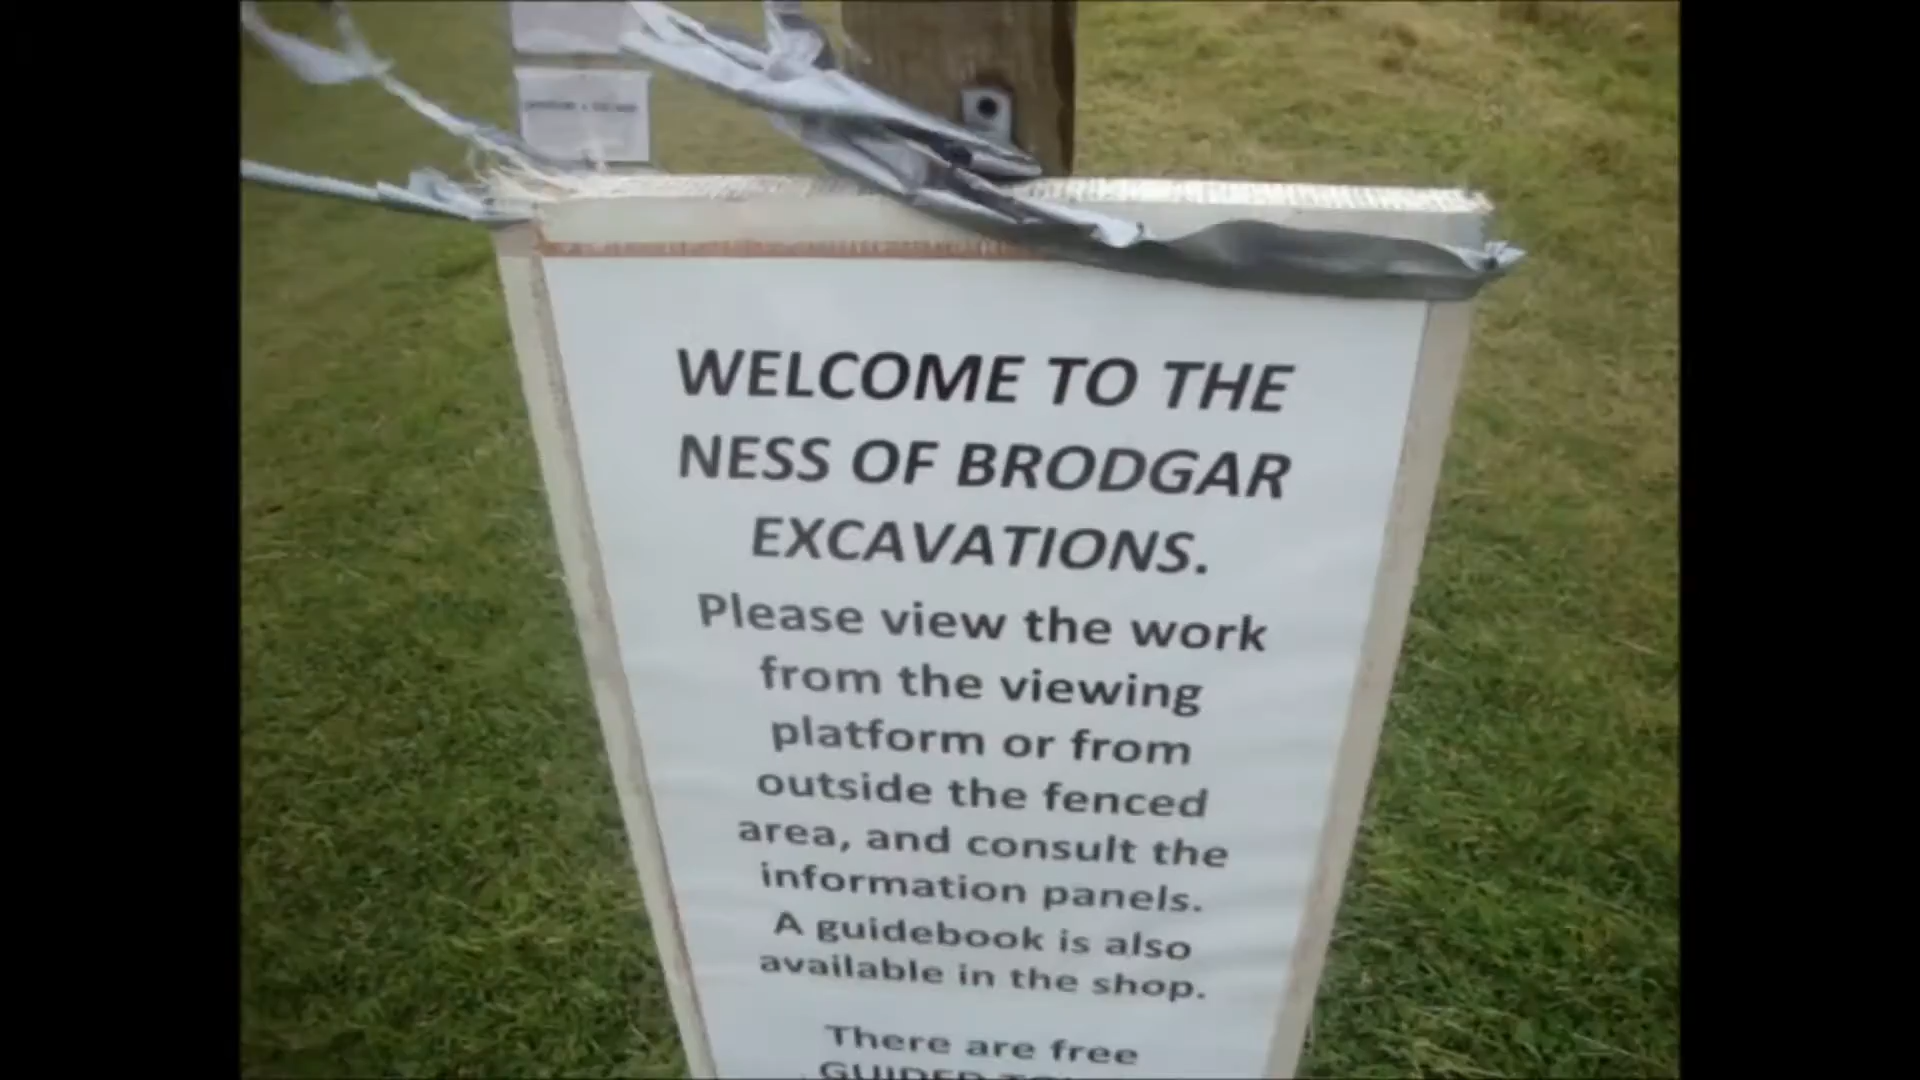 WELCOME TO THE
NESS OF BRODGAR
EXCAVATIONS.
Please view the work
from the viewing
platform or from
outside the fenced
area, and consult the
information panels.
A guidebook is also
available in the shop.
There are free
GUIDED